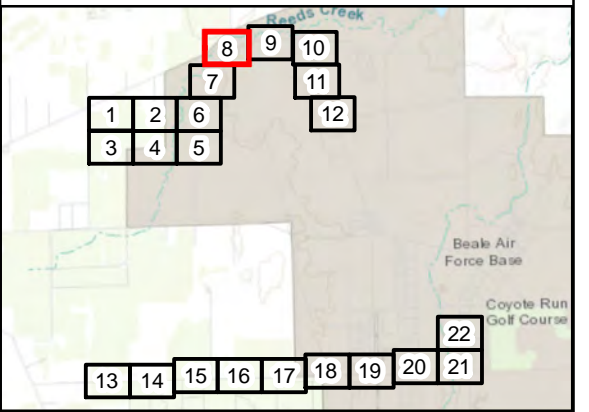 Reeds Creek
8 9 10
7 11
1 2 6 12
3 4 5
Beale Air
Force Base
Coyote Run
Golf Course
22
13 14 15 16 17 18 19 20 21